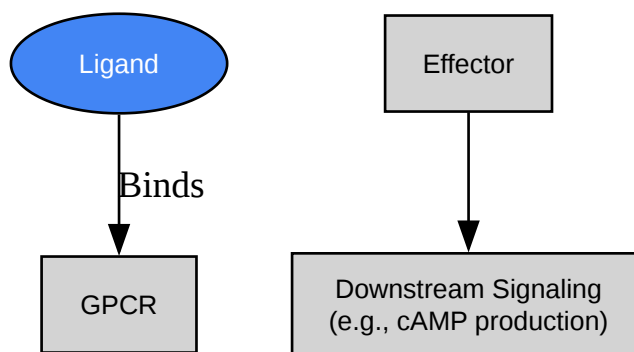 Ligand
Effector
Binds
GPCR
Downstream Signaling
(e.g., cAMP production)